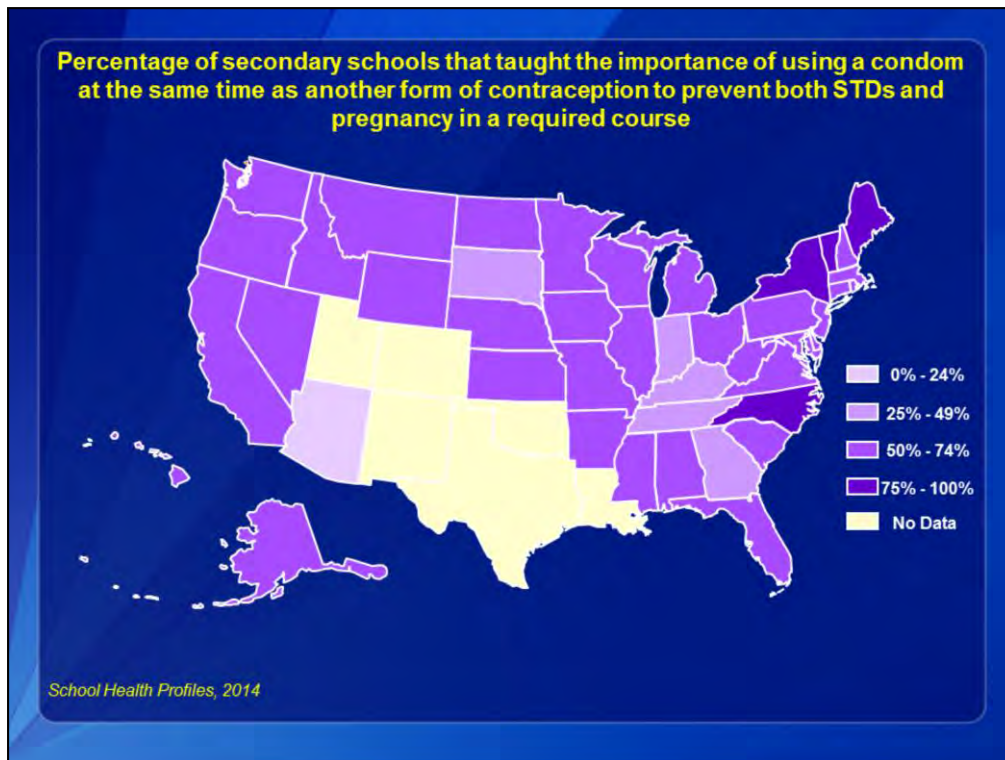 Percentage of secondary schools that taught the importance of using a condom
at the same time as another form of contraception to prevent both STDs and
pregnancy in a required course
0% - 24%
25% - 49%
50% - 74%
75% - 100%
No Data
School Health Profiles, 2014